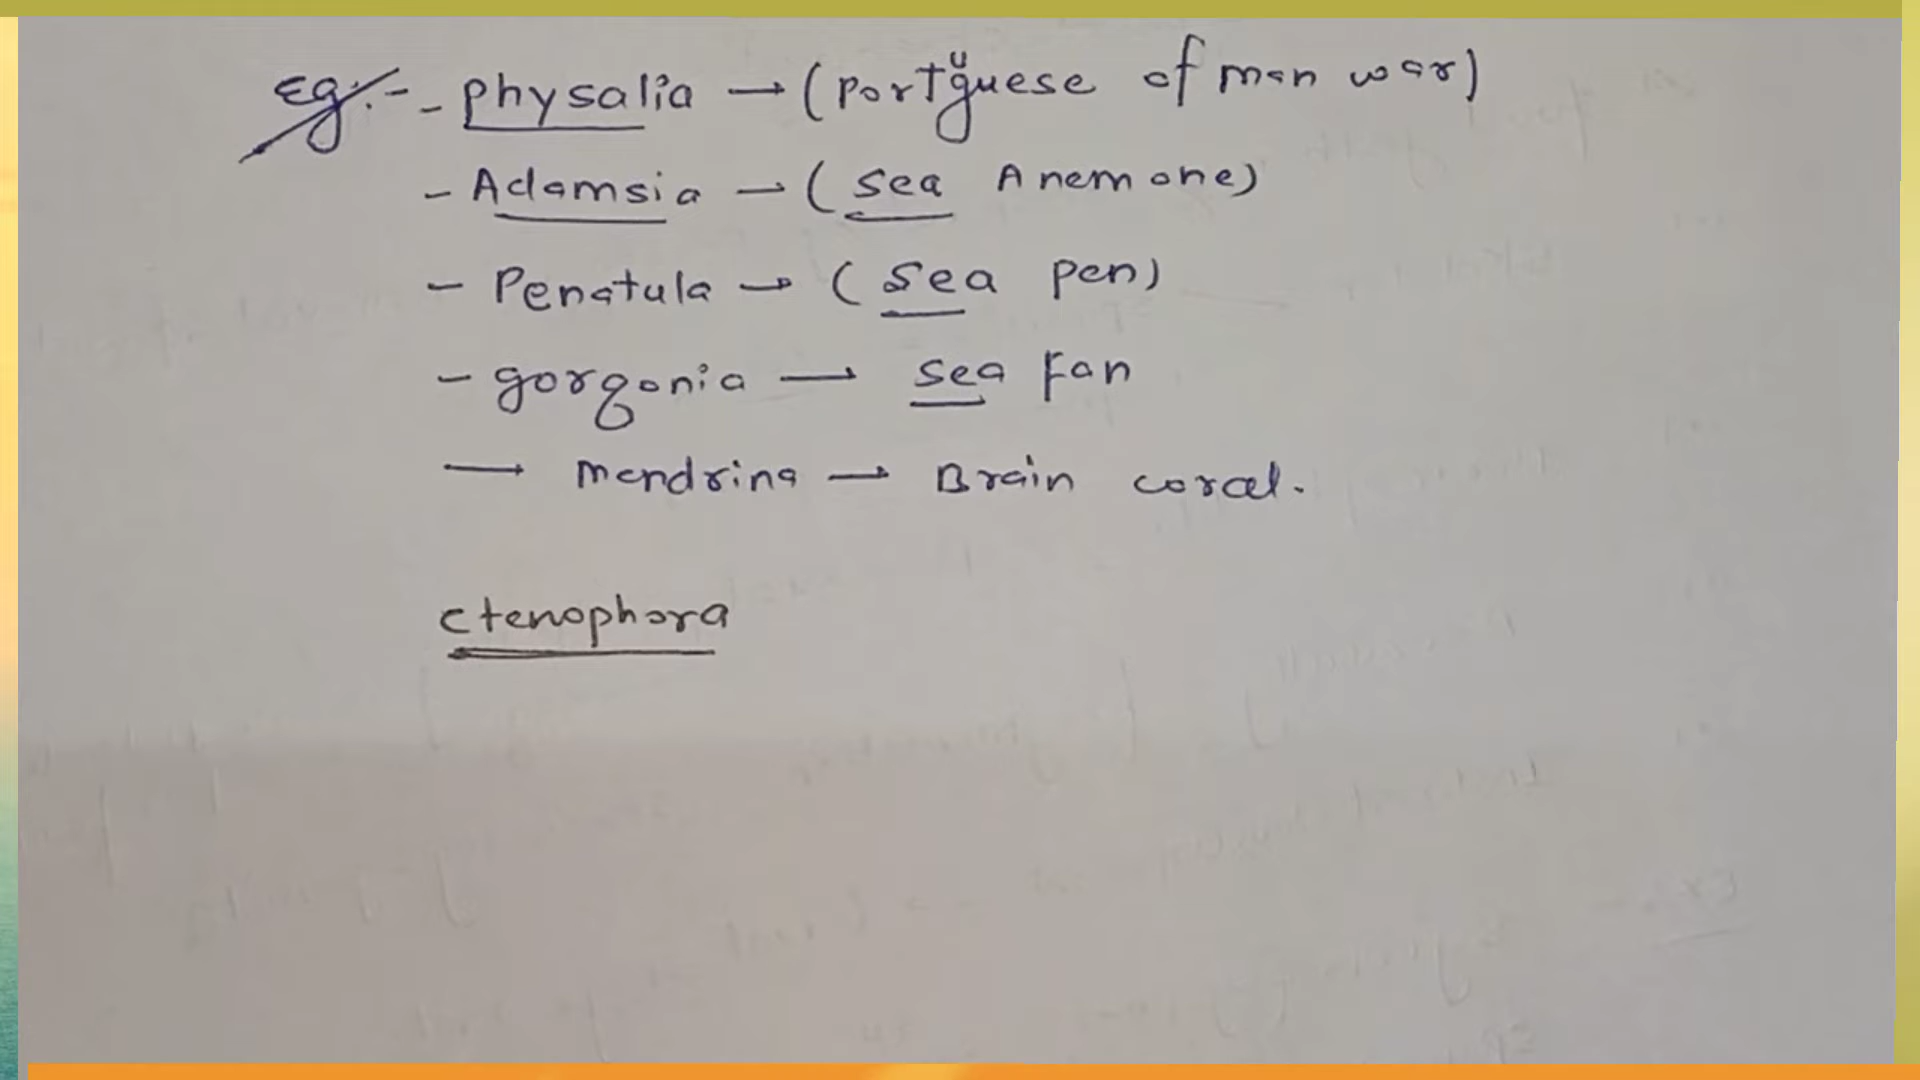 Eg:- - physalia → (Portuguese of man war)
- Adamsia → (sea Anemone)
- Penatula → (sea pen)
- gorgonia → sea fan
→ mendrina → Brain coral.
ctenophora